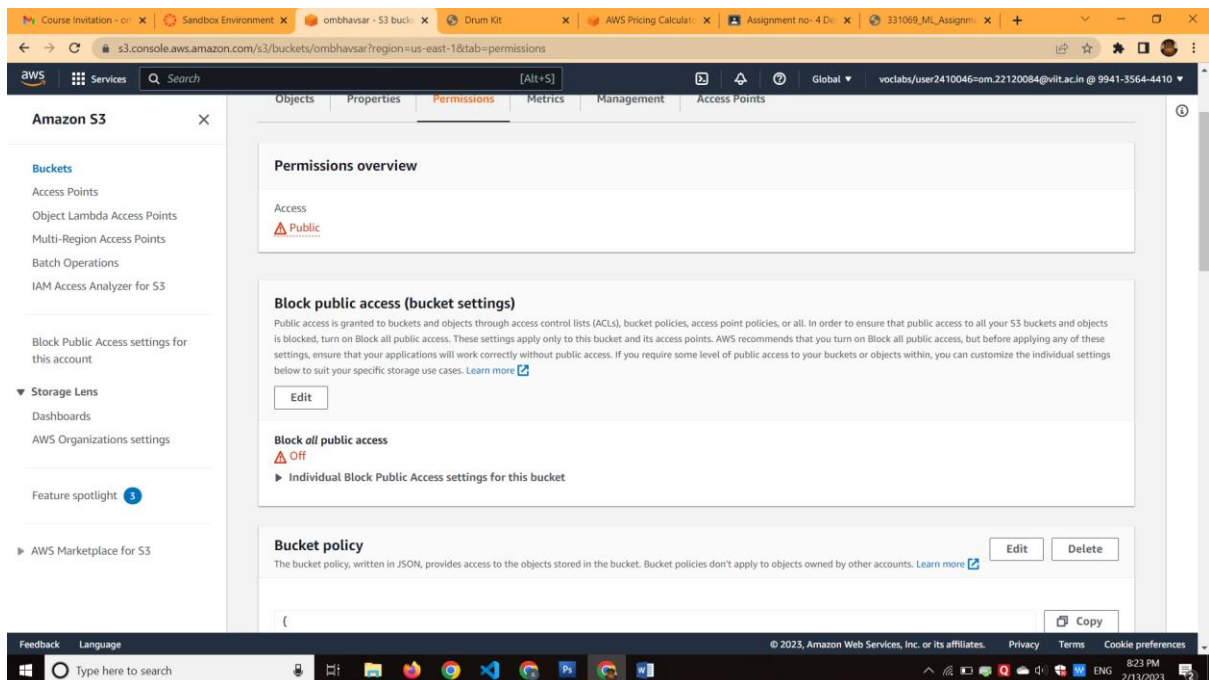 Course Invitation - on
Sandbox Environment
ombhavsar - S3 buck
Drum Kit
AWS Pricing Calculat
Assignment no- 4 De
331069_ML_Assignm
s3.console.aws.amazon.com/s3/buckets/ombhavsar?region=us-east-1&tab=permissions
aws
Services
Search
[Alt+S]
Global
voclabs/user2410046=om.22120084@viit.ac.in @ 9941-3564-4410
Amazon S3
Buckets
Access Points
Object Lambda Access Points
Multi-Region Access Points
Batch Operations
IAM Access Analyzer for S3
Block Public Access settings for
this account
Storage Lens
Dashboards
AWS Organizations settings
Feature spotlight 3
AWS Marketplace for S3
Objects Properties Permissions Metrics Management Access Points
Permissions overview
Access
Public
Block public access (bucket settings)
Public access is granted to buckets and objects through access control lists (ACLs), bucket policies, access point policies, or all. In order to ensure that public access to all your S3 buckets and objects
is blocked, turn on Block all public access. These settings apply only to this bucket and its access points. AWS recommends that you turn on Block all public access, but before applying any of these
settings, ensure that your applications will work correctly without public access. If you require some level of public access to your buckets or objects within, you can customize the individual settings
below to suit your specific storage use cases. Learn more
Edit
Block all public access
Off
Individual Block Public Access settings for this bucket
Bucket policy
Edit Delete
The bucket policy, written in JSON, provides access to the objects stored in the bucket. Bucket policies don't apply to objects owned by other accounts. Learn more
{
Copy
Feedback Language
© 2023, Amazon Web Services, Inc. or its affiliates. Privacy Terms Cookie preferences
Type here to search
Ps
ENG
8:23 PM
2/13/2023